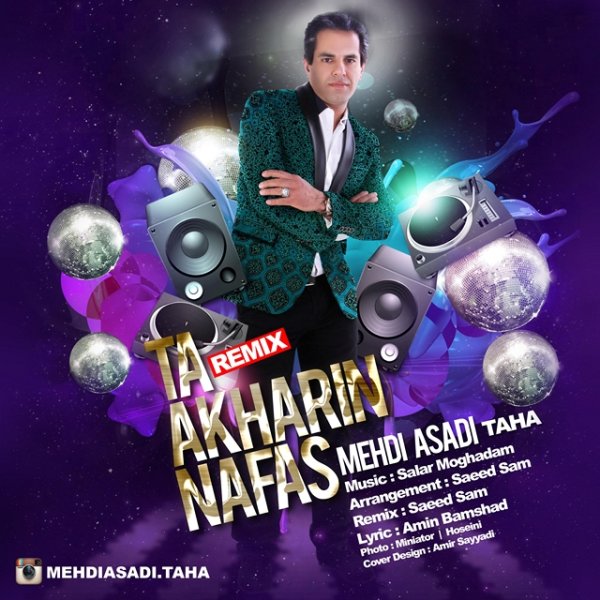 TA
REMIX
AKHARIN
NAFAS
MEHDI ASADI TAHA
Music : Salar Moghadam
Arrangement : Saeed Sam
Remix : Saeed Sam
Lyric : Amin Bamshad
Photo : Miniator | Hoseini
Cover Design : Amir Sayyadi
MEHDIASADI.TAHA